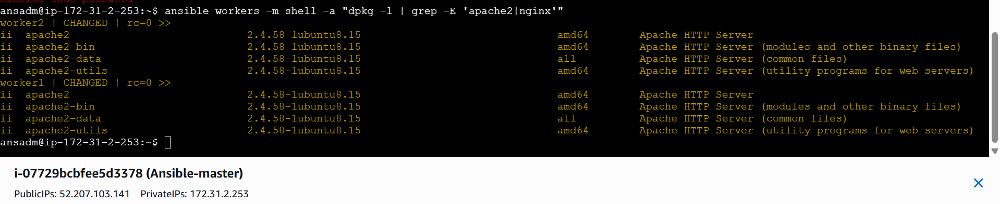 Missing sudo password
ansadm@ip-172-31-2-253:~$ ansible workers -m shell -a "dpkg -l | grep -E 'apache2|nginx'"
worker2 | CHANGED | rc=0 >>
ii  apache2                            2.4.58-1ubuntu8.15                               amd64        Apache HTTP Server
ii  apache2-bin                        2.4.58-1ubuntu8.15                               amd64        Apache HTTP Server (modules and other binary files)
ii  apache2-data                       2.4.58-1ubuntu8.15                               all          Apache HTTP Server (common files)
ii  apache2-utils                      2.4.58-1ubuntu8.15                               amd64        Apache HTTP Server (utility programs for web servers)
worker1 | CHANGED | rc=0 >>
ii  apache2                            2.4.58-1ubuntu8.15                               amd64        Apache HTTP Server
ii  apache2-bin                        2.4.58-1ubuntu8.15                               amd64        Apache HTTP Server (modules and other binary files)
ii  apache2-data                       2.4.58-1ubuntu8.15                               all          Apache HTTP Server (common files)
ii  apache2-utils                      2.4.58-1ubuntu8.15                               amd64        Apache HTTP Server (utility programs for web servers)
ansadm@ip-172-31-2-253:~$
i-07729bcbfee5d3378 (Ansible-master)
PublicIPs: 52.207.103.141    PrivateIPs: 172.31.2.253